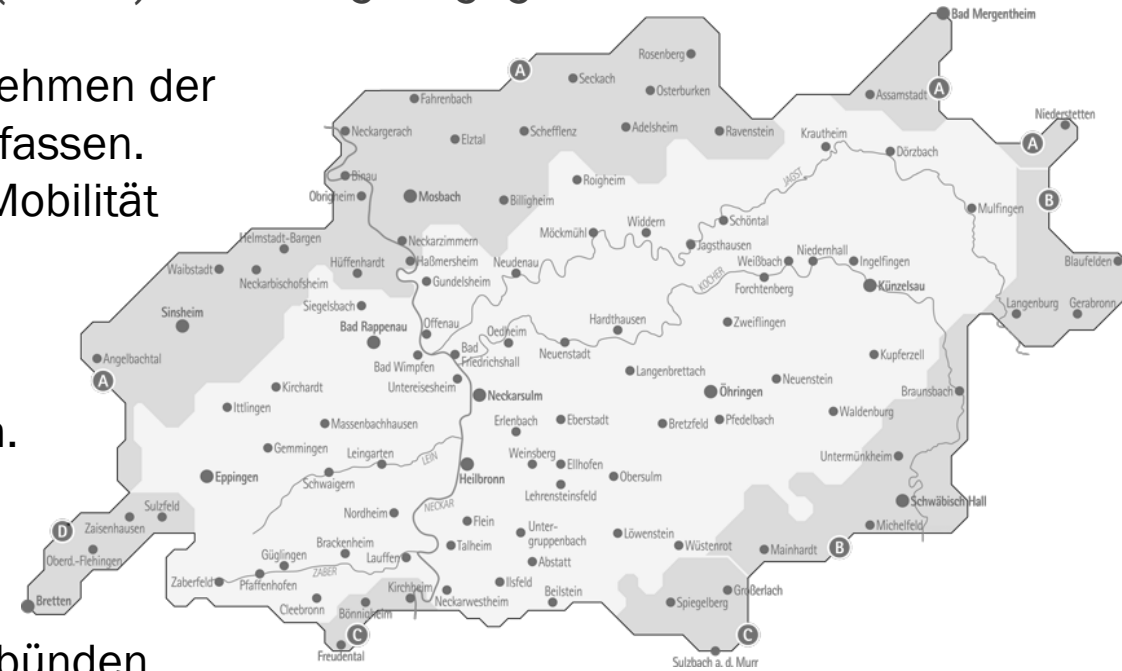 ehmen der
fassen.
Mobilität
n.
bünden
Bad Mergentheim
Rosenberg
A
Seckach
Osterburken
Assamstadt
A
Fahrenbach
Niederstetten
Neckargerach
Elztal
Schefflenz
Adelsheim
Ravenstein
Krautheim
A
Dörzbach
Binau
Roigheim
JAGST
Obrigheim
Mosbach
Billigheim
B
Mulfingen
Schöntal
Widdern
Möckmühl
Helmstadt-Bargen
Neckarzimmern
Jagsthausen
Haßmersheim
Neudenau
Weißbach
Niedernhall
Ingelfingen
Blaufelden
Waibstadt
Hüffenhardt
Neckarbischofsheim
Gundelsheim
KOCHER
Forchtenberg
Künzelsau
Siegelsbach
Langenburg
Gerabronn
Sinsheim
Bad Rappenau
Offenau
Oedheim
Hardthausen
Zweiflingen
Bad
Friedrichshall
Neuenstadt
Kupferzell
Angelbachtal
Bad Wimpfen
Langenbrettach
A
Kirchardt
Untereisesheim
Neckarsulm
Öhringen
Neuenstein
Braunsbach
Ittlingen
Massenbachhausen
Erlenbach
Eberstadt
Bretzfeld
Pfedelbach
Waldenburg
Gemmingen
Leingarten
LEIN
Weinsberg
Ellhofen
Untermünkheim
Eppingen
Schwaigern
Heilbronn
Lehrensteinsfeld
Obersulm
Schwäbisch Hall
Sulzfeld
Nordheim
NECKAR
Zaisenhausen
D
Flein
Unter-
gruppenbach
Löwenstein
Michelfeld
Oberd.-Flehingen
Güglingen
Brackenheim
Lauffen
Talheim
Wüstenrot
Mainhardt
B
Abstatt
Zaberfeld
Pfaffenhofen
ZABER
Kirchheim
Ilsfeld
Großerlach
Bretten
Cleebronn
Bönnigheim
Neckarwestheim
Beilstein
Spiegelberg
C
C
Freudental
Sulzbach a. d. Murr